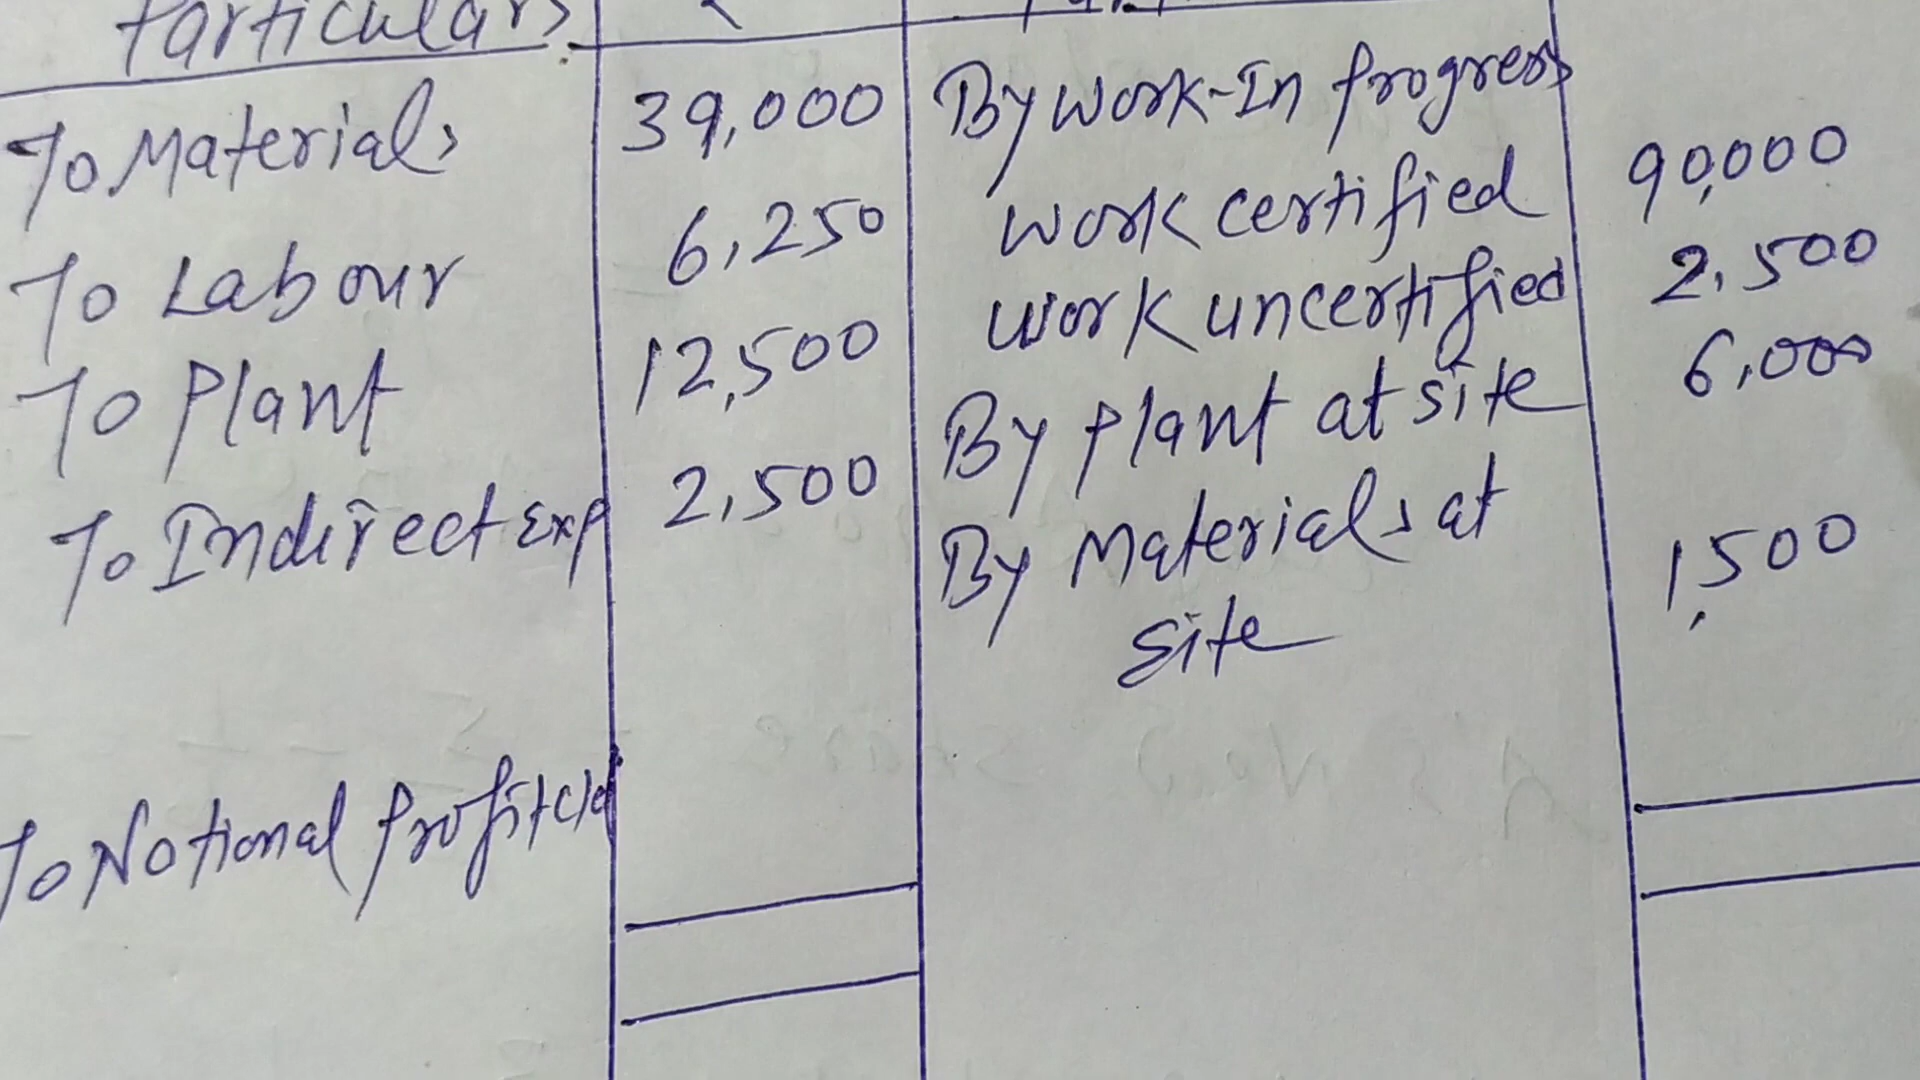 Particulars
To Materials 39,000 By Work-In progress
work certified 90,000
To Labour 6,250 work uncertified 2,500
To Plant 12,500 By plant at site 6,000
To Indirect Exp 2,500 By Materials at
site 1,500
To Notional profit c/d